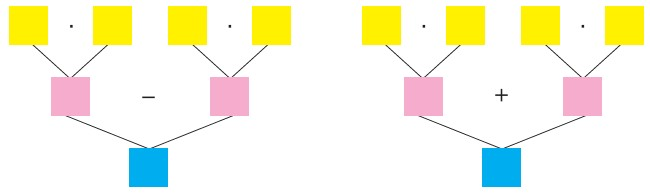 · · · ·
− +